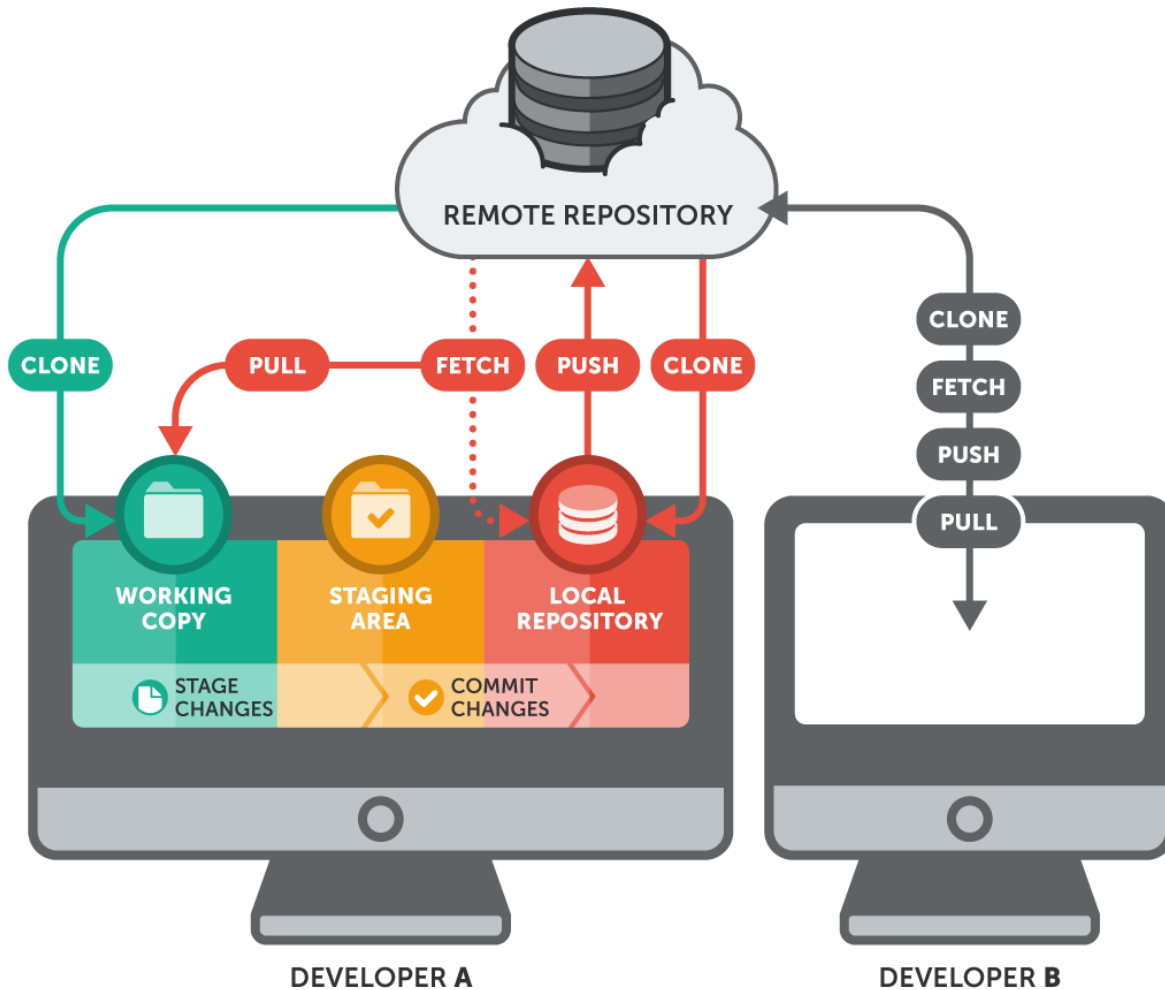 REMOTE REPOSITORY
CLONE
PULL
FETCH
PUSH
CLONE
CLONE
FETCH
PUSH
PULL
WORKING
COPY
STAGING
AREA
LOCAL
REPOSITORY
STAGE
CHANGES
COMMIT
CHANGES
DEVELOPER A
DEVELOPER B